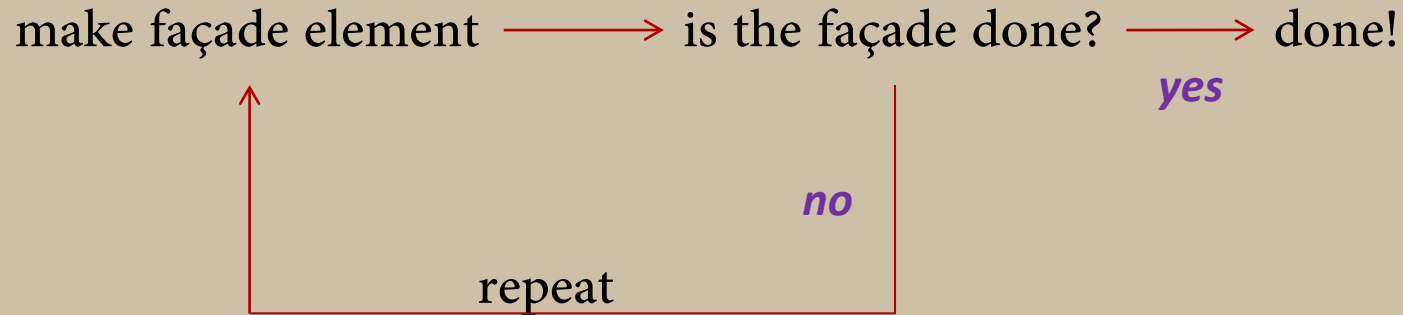 make façade element is the façade done? done!
yes
no
repeat